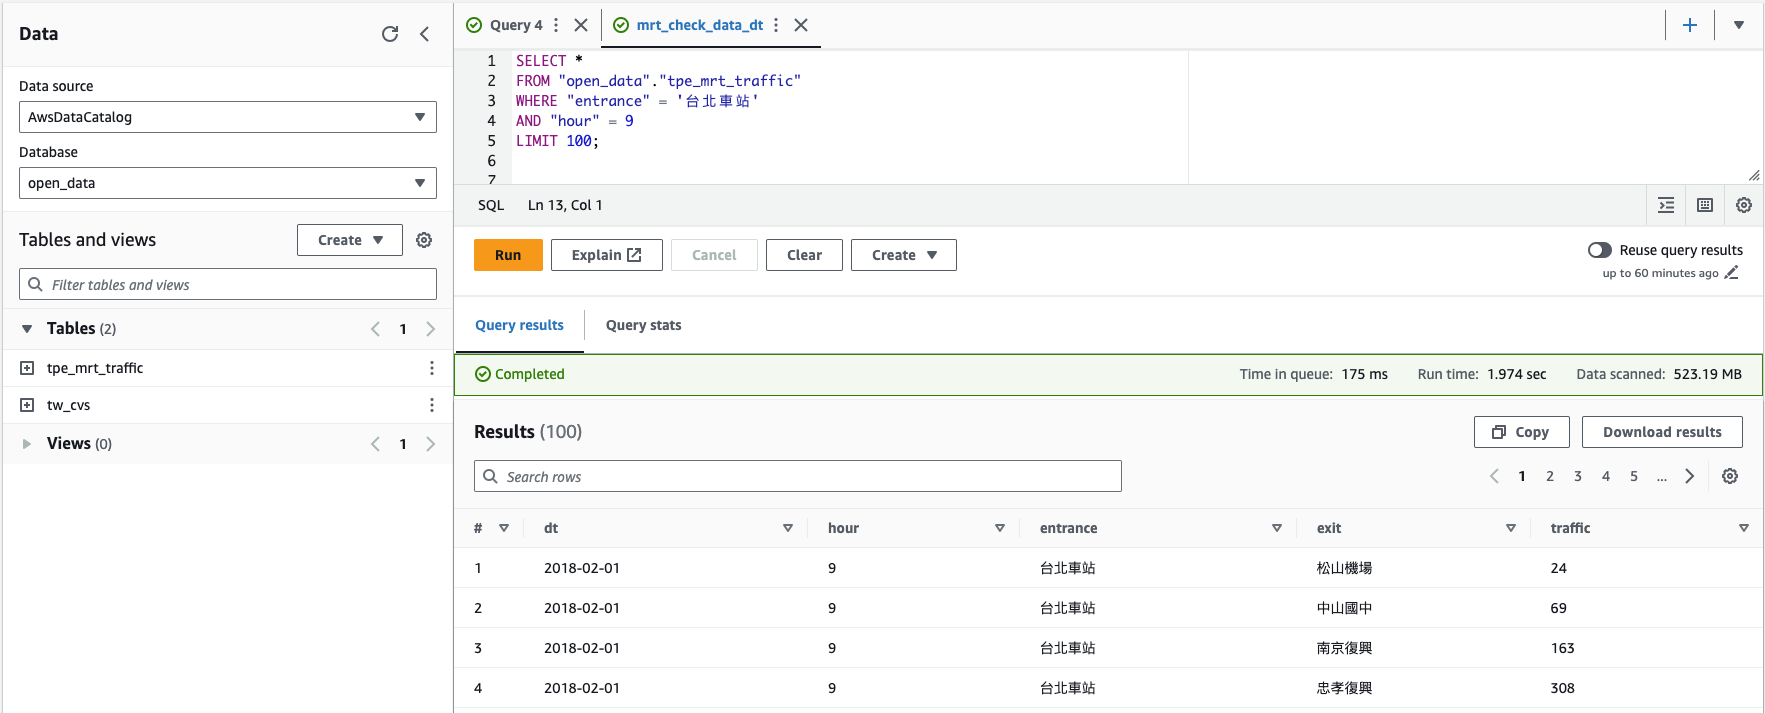 Data
Data source
AwsDataCatalog
Database
open_data
Tables and views
Create
Filter tables and views
Tables (2)
1
tpe_mrt_traffic
tw_cvs
Views (0)
1
Query 4
mrt_check_data_dt
1 SELECT *
2 FROM "open_data"."tpe_mrt_traffic"
3 WHERE "entrance" = '台北車站'
4 AND "hour" = 9
5 LIMIT 100;
6
7
SQL Ln 13, Col 1
Run Explain Cancel Clear Create
Reuse query results
up to 60 minutes ago
Query results Query stats
Completed Time in queue: 175 ms Run time: 1.974 sec Data scanned: 523.19 MB
Results (100) Copy Download results
Search rows 1 2 3 4 5 ...
# dt hour entrance exit traffic
1 2018-02-01 9 台北車站 松山機場 24
2 2018-02-01 9 台北車站 中山國中 69
3 2018-02-01 9 台北車站 南京復興 163
4 2018-02-01 9 台北車站 忠孝復興 308